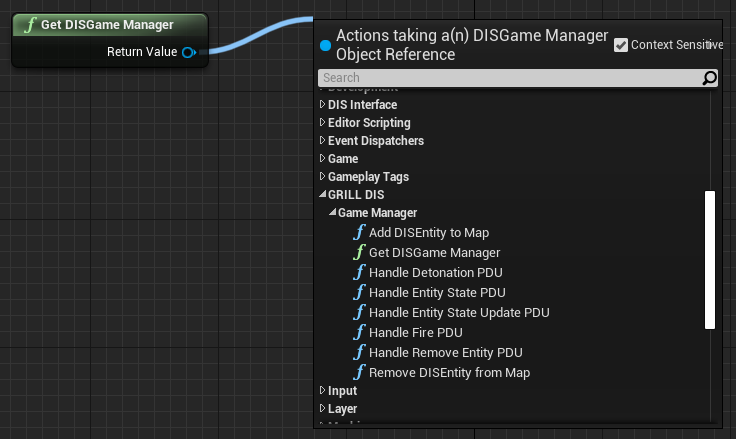 Get DISGame Manager
Return Value
Actions taking a(n) DISGame Manager
Object Reference
Context Sensitive
Search
Development
DIS Interface
Editor Scripting
Event Dispatchers
Game
Gameplay Tags
GRILL DIS
Game Manager
Add DISEntity to Map
Get DISGame Manager
Handle Detonation PDU
Handle Entity State PDU
Handle Entity State Update PDU
Handle Fire PDU
Handle Remove Entity PDU
Remove DISEntity from Map
Input
Layer